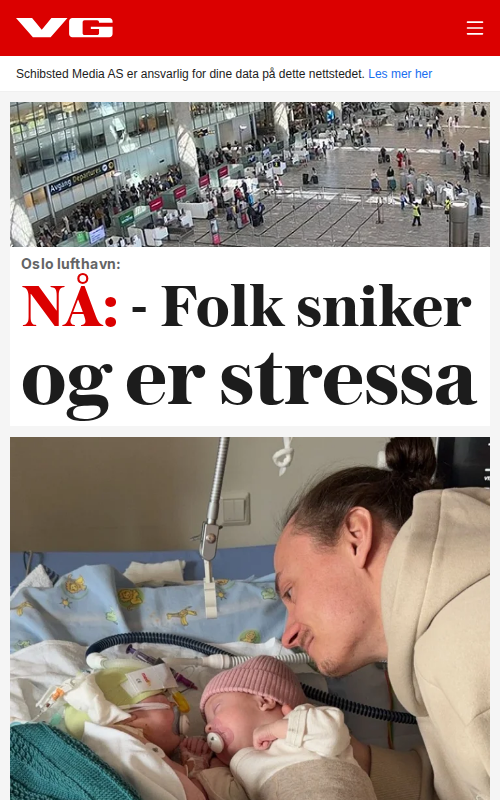 VG
Schibsted Media AS er ansvarlig for dine data på dette nettstedet. Les mer her
Avgang Departures
Oslo lufthavn:
NÅ: - Folk sniker
og er stressa